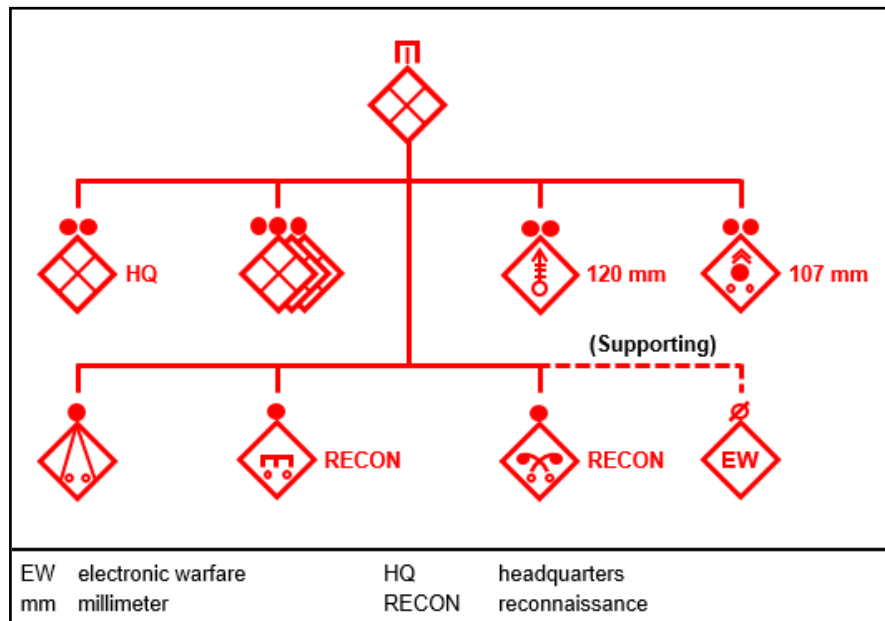 HQ
120 mm
107 mm
(Supporting)
RECON
RECON
EW
EW electronic warfare HQ headquarters
mm millimeter RECON reconnaissance